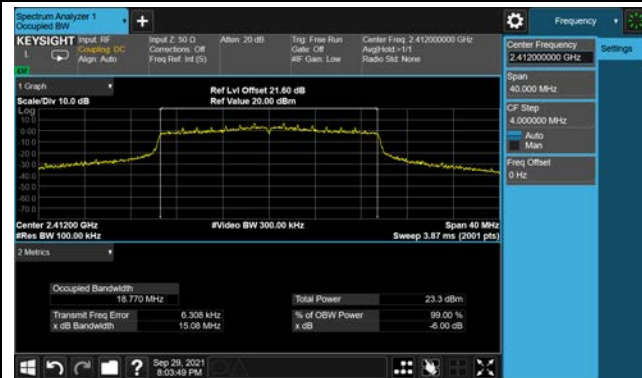 Spectrum Analyzer 1
Occupied BW
Frequency
KEYSIGHT
Input: RF
Coupling: DC
Align: Auto
Input Z: 50 Ω
Corrections: Off
Freq Ref: Int (S)
Atten: 20 dB
Trig: Free Run
Gate: Off
#IF Gain: Low
Center Freq: 2.412000000 GHz
Avg|Hold:>1/1
Radio Std: None
Center Frequency
2.412000000 GHz
Settings
Span
40.000 MHz
CF Step
4.000000 MHz
Auto
Man
Freq Offset
0 Hz
1 Graph
Scale/Div 10.0 dB
Ref Lvl Offset 21.60 dB
Ref Value 20.00 dBm
Log
10.0
0.00
-10.0
-20.0
-30.0
-40.0
-50.0
-60.0
-70.0
Center 2.41200 GHz
#Video BW 300.00 kHz
Span 40 MHz
#Res BW 100.00 kHz
Sweep 3.87 ms (2001 pts)
2 Metrics
Occupied Bandwidth
18.770 MHz
Total Power
23.3 dBm
Transmit Freq Error
6.308 kHz
% of OBW Power
99.00 %
x dB Bandwidth
15.08 MHz
x dB
-6.00 dB
?
Sep 29, 2021
8:03:49 PM